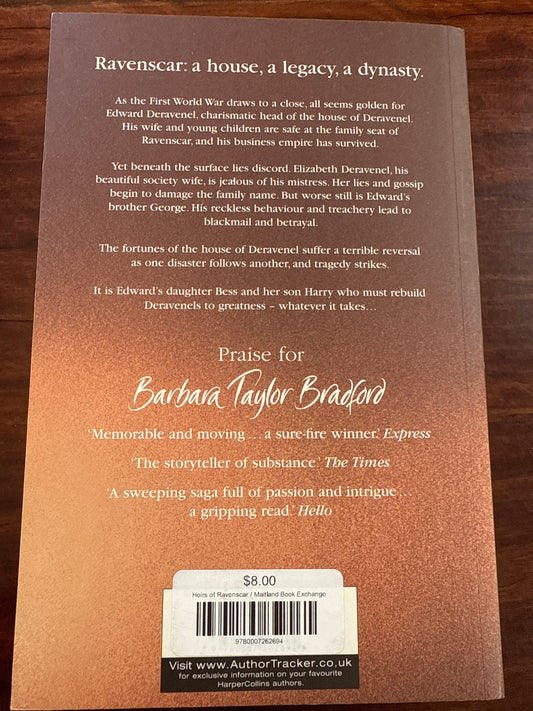 Ravenscar: a house, a legacy, a dynasty.
As the First World War draws to a close, all seems golden for
Edward Deravenel, charismatic head of the house of Deravenel.
His wife and young children are safe at the family seat of
Ravenscar, and his business empire has survived.
Yet beneath the surface lies discord. Elizabeth Deravenel, his
beautiful society wife, is jealous of his mistress. Her lies and gossip
begin to damage the family name. But worse still is Edward's
brother George. His reckless behaviour and treachery lead to
blackmail and betrayal.
The fortunes of the house of Deravenel suffer a terrible reversal
as one disaster follows another, and tragedy strikes.
It is Edward's daughter Bess and her son Harry who must rebuild
Deravenels to greatness – whatever it takes…
Praise for
Barbara Taylor Bradford
'Memorable and moving … a sure-fire winner.' Express
'The storyteller of substance.' The Times
'A sweeping saga full of passion and intrigue …
a gripping read.' Hello
$8.00
Heirs of Ravenscar / Maitland Book Exchange
9780007262694
Visit www.AuthorTracker.co.uk
for exclusive information on your favourite
HarperCollins authors.